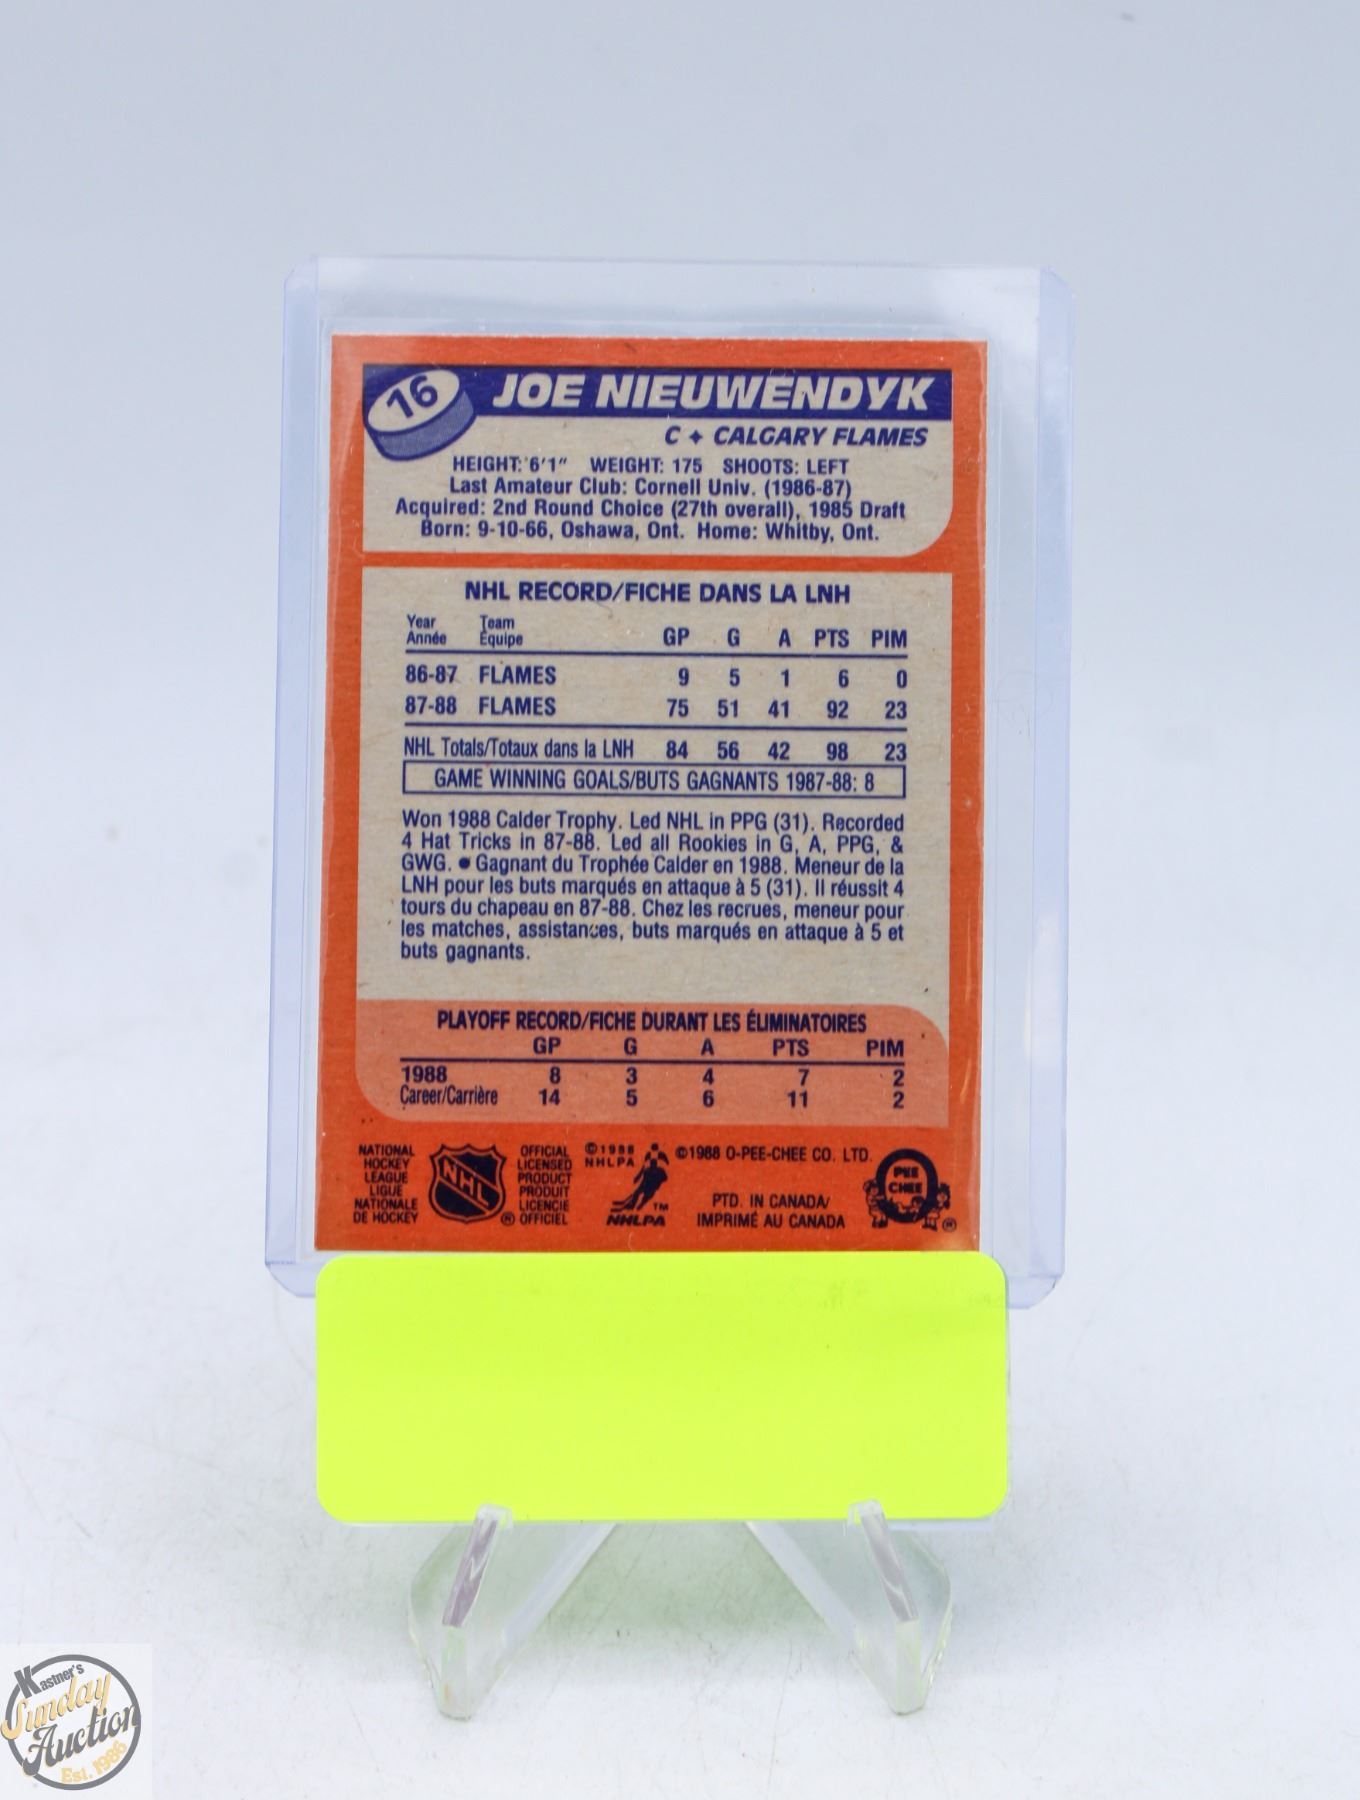 16 JOE NIEUWENDYK
C ✦ CALGARY FLAMES
HEIGHT: 6'1" WEIGHT: 175 SHOOTS: LEFT
Last Amateur Club: Cornell Univ. (1986-87)
Acquired: 2nd Round Choice (27th overall), 1985 Draft
Born: 9-10-66, Oshawa, Ont. Home: Whitby, Ont.
NHL RECORD/FICHE DANS LA LNH
Year Team
Année Équipe GP G A PTS PIM
86-87 FLAMES 9 5 1 6 0
87-88 FLAMES 75 51 41 92 23
NHL Totals/Totaux dans la LNH 84 56 42 98 23
GAME WINNING GOALS/BUTS GAGNANTS 1987-88: 8
Won 1988 Calder Trophy. Led NHL in PPG (31). Recorded
4 Hat Tricks in 87-88. Led all Rookies in G, A, PPG, &
GWG. ● Gagnant du Trophée Calder en 1988. Meneur de la
LNH pour les buts marqués en attaque à 5 (31). Il réussit 4
tours du chapeau en 87-88. Chez les recrues, meneur pour
les matches, assistances, buts marqués en attaque à 5 et
buts gagnants.
PLAYOFF RECORD/FICHE DURANT LES ÉLIMINATOIRES
GP G A PTS PIM
1988 8 3 4 7 2
Career/Carrière 14 5 6 11 2
NATIONAL
HOCKEY
LEAGUE
LIGUE
NATIONALE
DE HOCKEY
NHL
®
OFFICIAL
LICENSED
PRODUCT
PRODUIT
LICENCIE
OFFICIEL
©1988
NHLPA
TM
NHLPA
©1988 O-PEE-CHEE CO. LTD.
PTD. IN CANADA/
IMPRIMÉ AU CANADA
PEE
CHEE
®
Kastner's
Sunday
Auction
Est. 1986